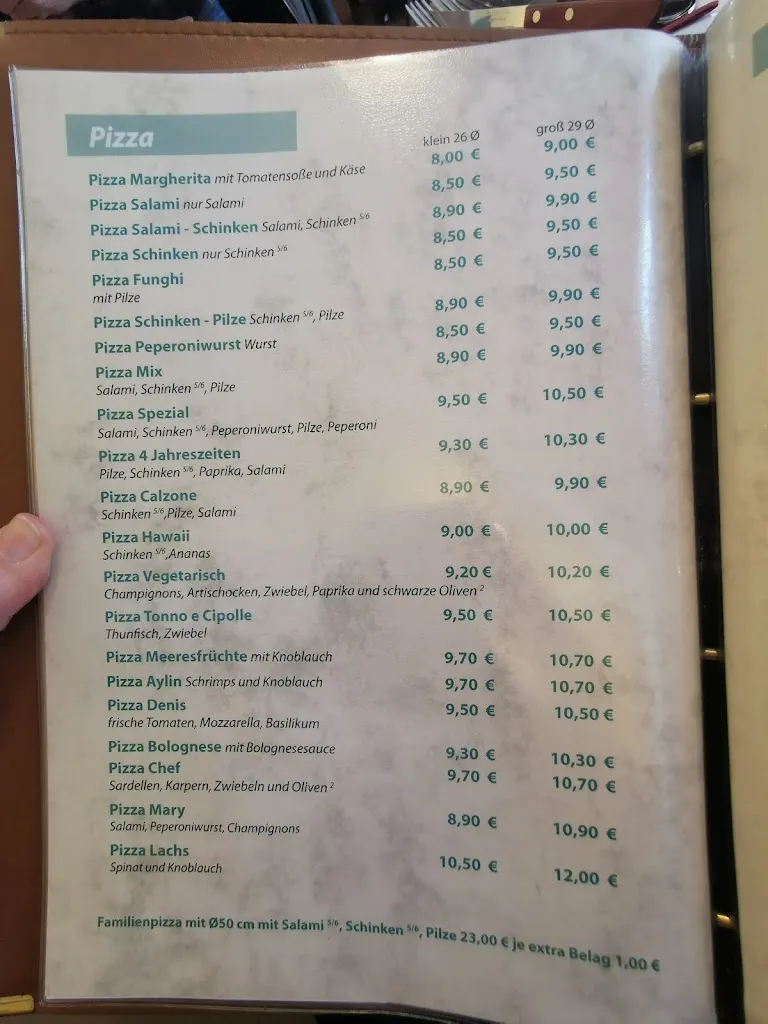 Pizza
klein 26 Ø groß 29 Ø
Pizza Margherita mit Tomatensoße und Käse 8,00 € 9,00 €
Pizza Salami nur Salami 8,50 € 9,50 €
Pizza Salami - Schinken Salami, Schinken 5/6 8,90 € 9,90 €
Pizza Schinken nur Schinken 5/6 8,50 € 9,50 €
Pizza Funghi 8,50 € 9,50 €
mit Pilze
Pizza Schinken - Pilze Schinken 5/6, Pilze 8,90 € 9,90 €
Pizza Peperoniwurst Wurst 8,50 € 9,50 €
Pizza Mix 8,90 € 9,90 €
Salami, Schinken 5/6, Pilze
Pizza Spezial 9,50 € 10,50 €
Salami, Schinken 5/6, Peperoniwurst, Pilze, Peperoni
Pizza 4 Jahreszeiten 9,30 € 10,30 €
Pilze, Schinken 5/6, Paprika, Salami
Pizza Calzone 8,90 € 9,90 €
Schinken 5/6,Pilze, Salami
Pizza Hawaii 9,00 € 10,00 €
Schinken 5/6,Ananas
Pizza Vegetarisch 9,20 € 10,20 €
Champignons, Artischocken, Zwiebel, Paprika und schwarze Oliven 2
Pizza Tonno e Cipolle 9,50 € 10,50 €
Thunfisch, Zwiebel
Pizza Meeresfrüchte mit Knoblauch 9,70 € 10,70 €
Pizza Aylin Schrimps und Knoblauch 9,70 € 10,70 €
Pizza Denis 9,50 € 10,50 €
frische Tomaten, Mozzarella, Basilikum
Pizza Bolognese mit Bolognesesauce 9,30 € 10,30 €
Pizza Chef 9,70 € 10,70 €
Sardellen, Karpern, Zwiebeln und Oliven 2
Pizza Mary 8,90 € 10,90 €
Salami, Peperoniwurst, Champignons
Pizza Lachs 10,50 € 12,00 €
Spinat und Knoblauch
Familienpizza mit Ø50 cm mit Salami 5/6, Schinken 5/6, Pilze 23,00 € je extra Belag 1,00 €